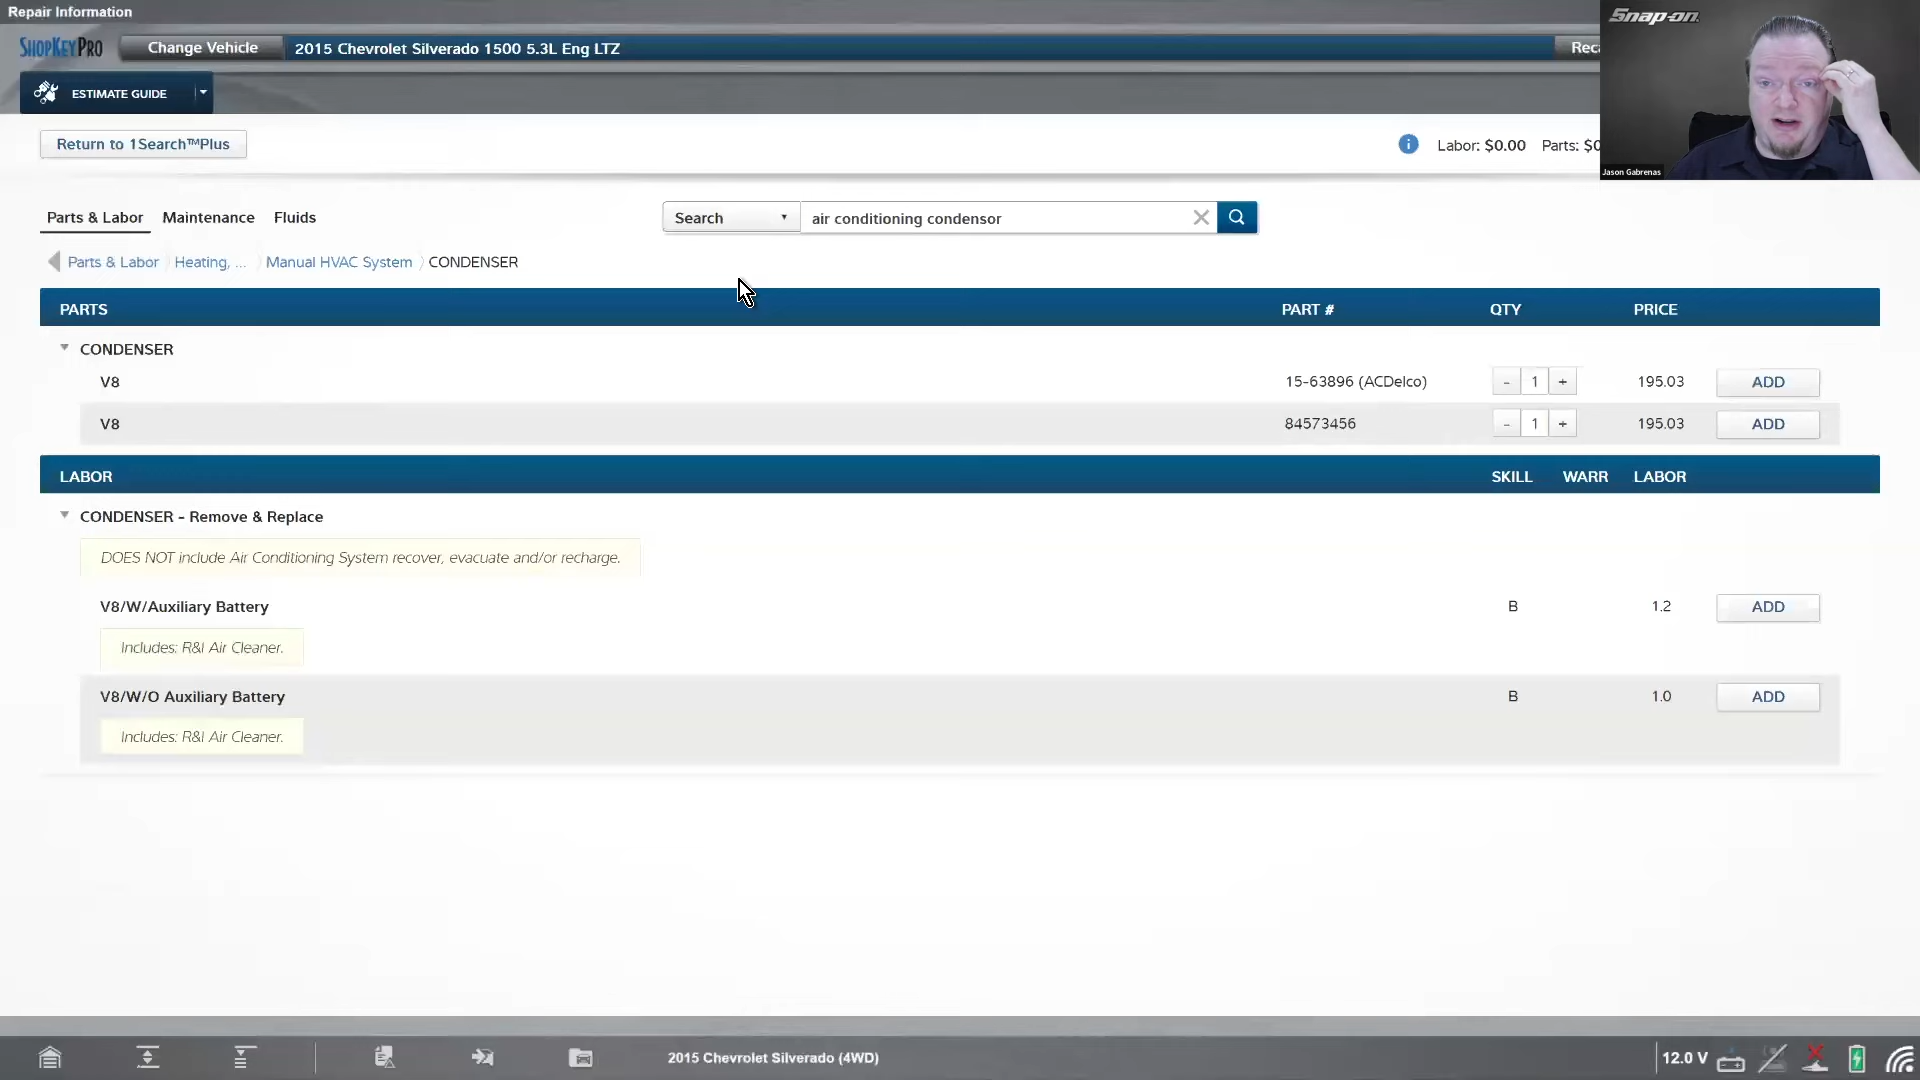 Repair Information
SHOPKEYPRO
Change Vehicle
2015 Chevrolet Silverado 1500 5.3L Eng LTZ
Reca
Snap-on
Jason Gabrenas
ESTIMATE GUIDE
Return to 1Search™Plus
Labor: $0.00 Parts: $0
Parts & Labor Maintenance Fluids
Search
air conditioning condensor
Parts & Labor Heating, ... Manual HVAC System CONDENSER
PARTS PART # QTY PRICE
CONDENSER
V8 15-63896 (ACDelco) - 1 + 195.03 ADD
V8 84573456 - 1 + 195.03 ADD
LABOR SKILL WARR LABOR
CONDENSER - Remove & Replace
DOES NOT include Air Conditioning System recover, evacuate and/or recharge.
V8/W/Auxiliary Battery B 1.2 ADD
Includes: R&I Air Cleaner.
V8/W/O Auxiliary Battery B 1.0 ADD
Includes: R&I Air Cleaner.
2015 Chevrolet Silverado (4WD)
12.0 V